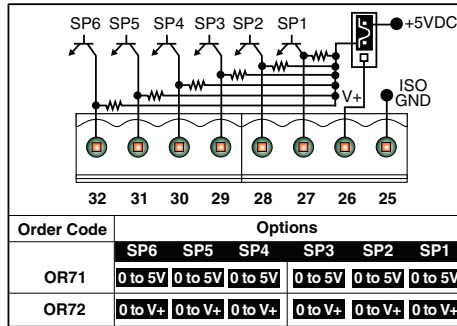 SP6 SP5 SP4 SP3 SP2 SP1
+5VDC
V+
ISO
GND
32 31 30 29 28 27 26 25
Order Code Options
SP6 SP5 SP4 SP3 SP2 SP1
OR71 0 to 5V 0 to 5V 0 to 5V 0 to 5V 0 to 5V 0 to 5V
OR72 0 to V+ 0 to V+ 0 to V+ 0 to V+ 0 to V+ 0 to V+